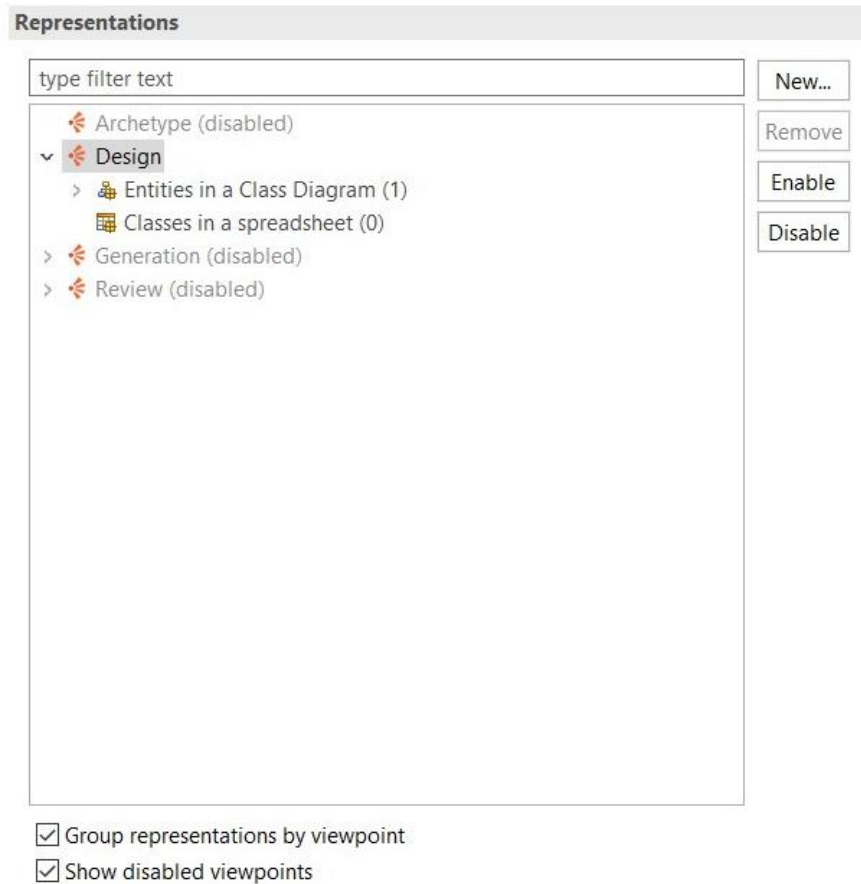 Representations
type filter text
New...
Archetype (disabled)
Remove
Design
Entities in a Class Diagram (1)
Enable
Classes in a spreadsheet (0)
Disable
Generation (disabled)
Review (disabled)
Group representations by viewpoint
Show disabled viewpoints